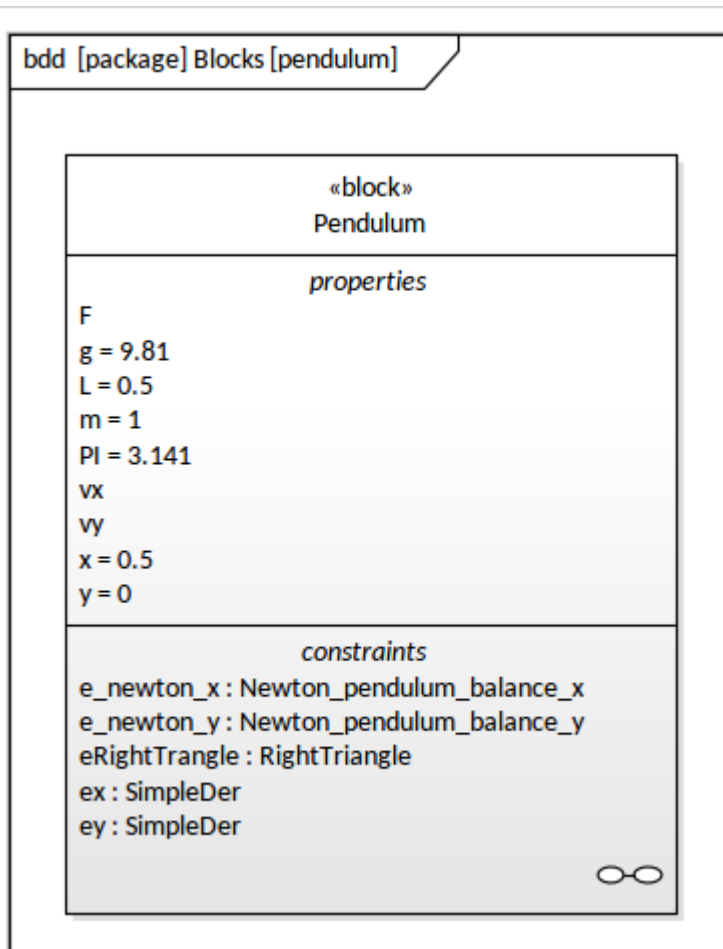 bdd [package] Blocks [pendulum]
«block»
Pendulum
properties
F
g = 9.81
L = 0.5
m = 1
PI = 3.141
vx
vy
x = 0.5
y = 0
constraints
e_newton_x : Newton_pendulum_balance_x
e_newton_y : Newton_pendulum_balance_y
eRightTrangle : RightTriangle
ex : SimpleDer
ey : SimpleDer